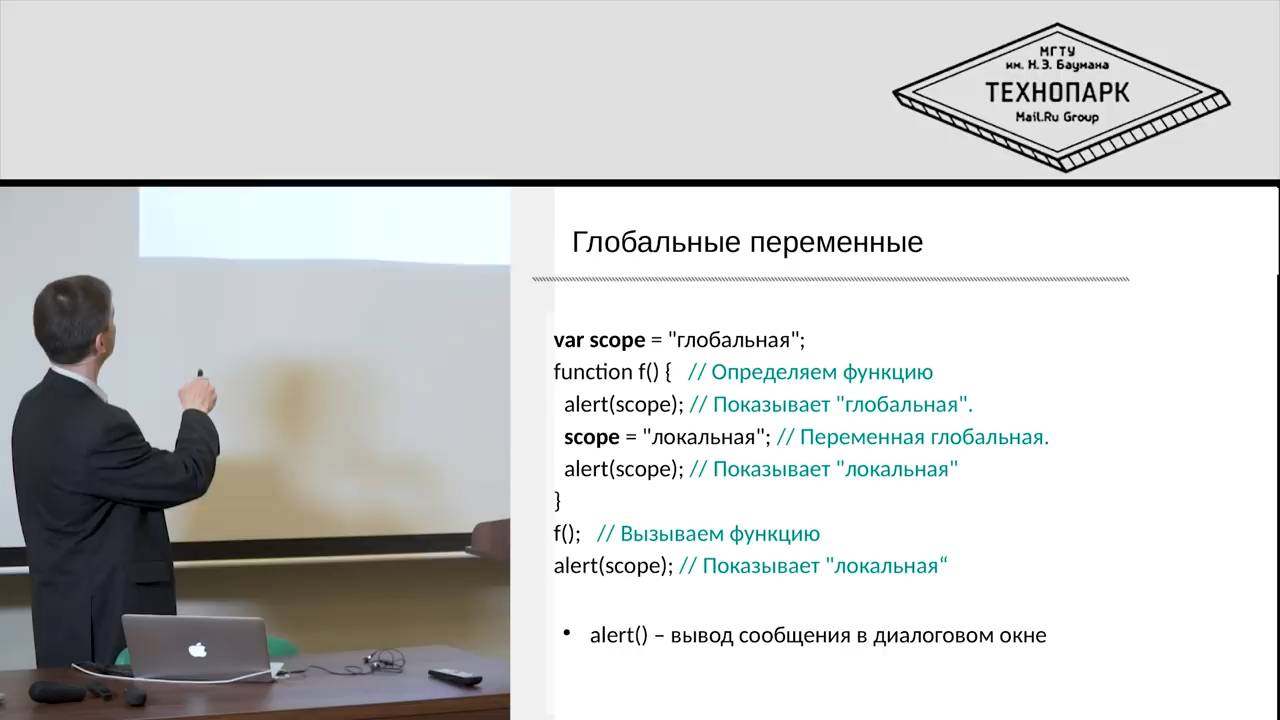 МГТУ
им. Н.Э. Баумана
ТЕХНОПАРК
Mail.Ru Group
Глобальные переменные
var scope = "глобальная";
function f() { // Определяем функцию
alert(scope); // Показывает "глобальная".
scope = "локальная"; // Переменная глобальная.
alert(scope); // Показывает "локальная"
}
f(); // Вызываем функцию
alert(scope); // Показывает "локальная“
• alert() – вывод сообщения в диалоговом окне